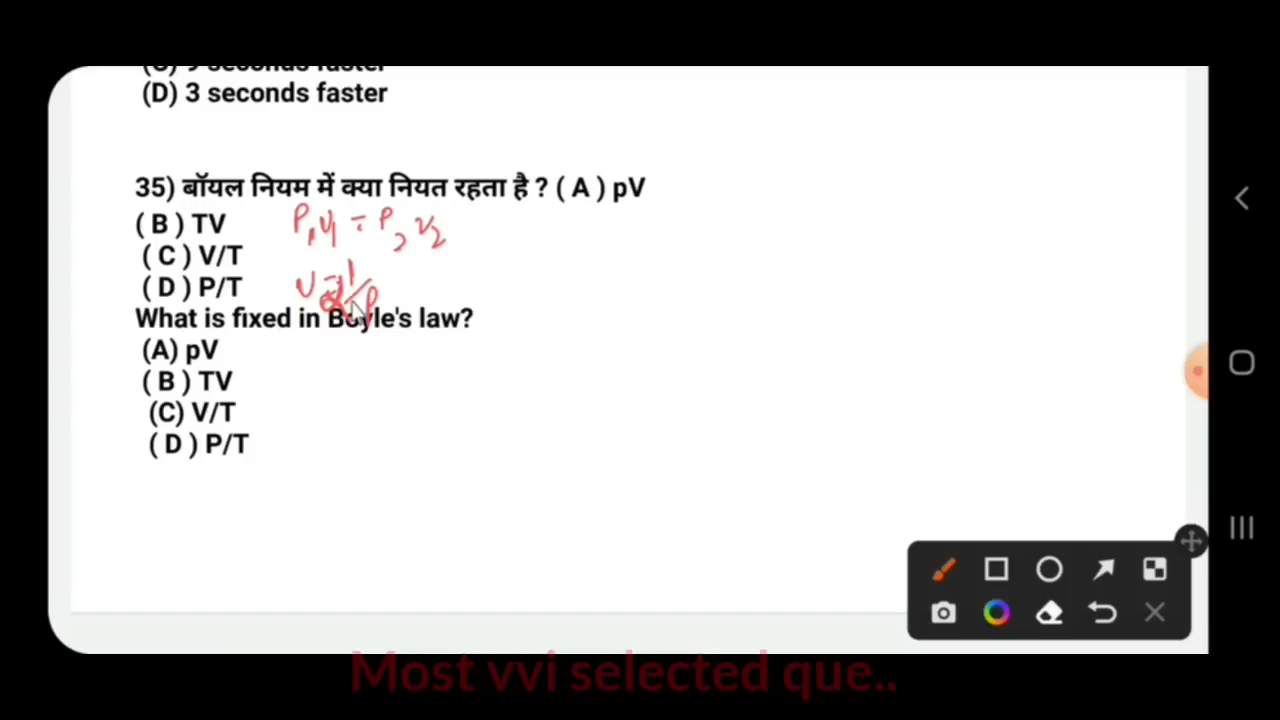 (D) 3 seconds faster
35) बॉयल नियम में क्या नियत रहता है ? ( A ) pV
( B ) TV
P₁V₁ = P₂V₂
( C ) V/T
( D ) P/T
V ∝ 1/P
What is fixed in Boyle's law?
(A) pV
( B ) TV
(C) V/T
( D ) P/T
Most vvi selected que..